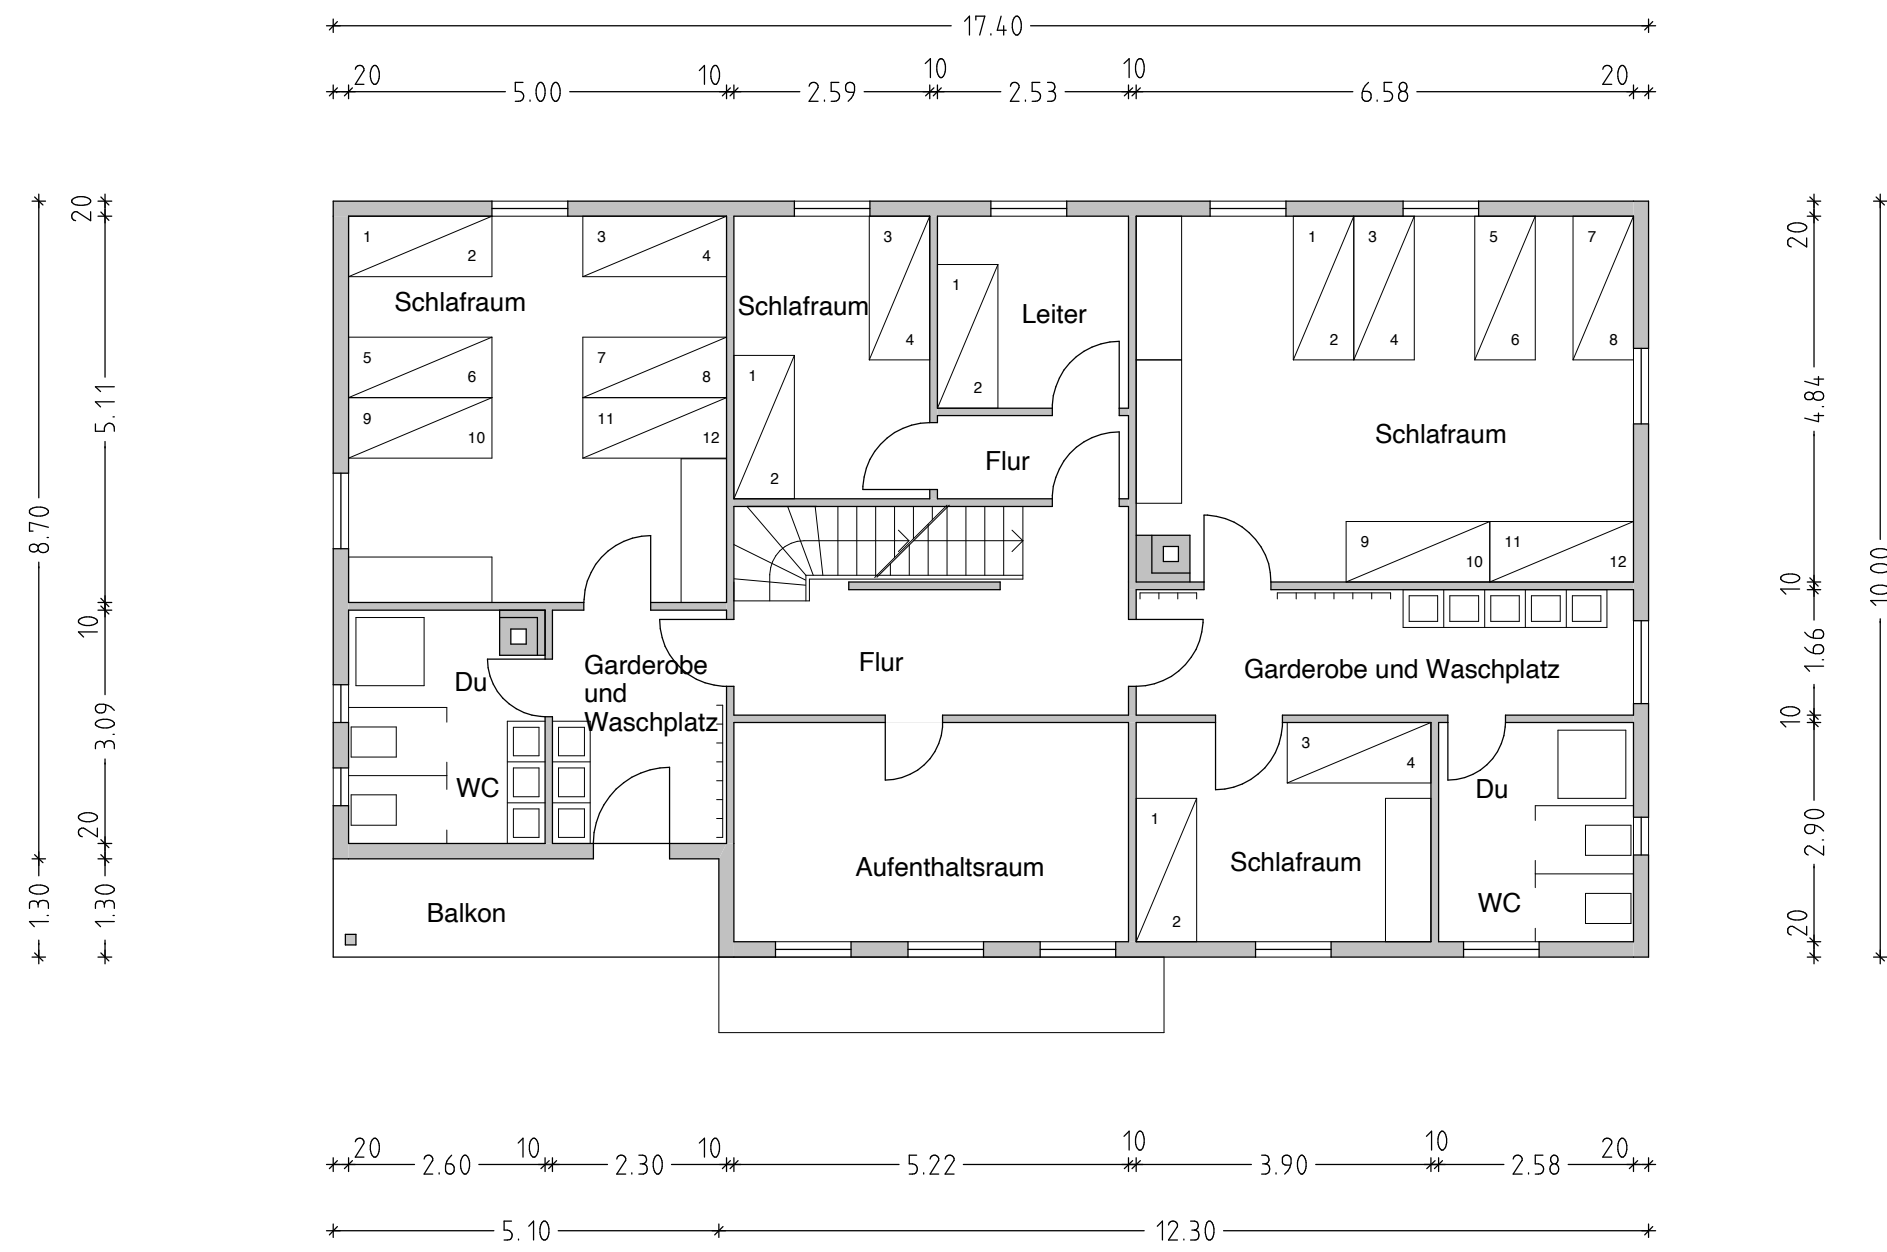 17.40
20 10 10 10 20
5.00 2.59 2.53 6.58
20
8.70
5.11
10
3.09
20
1.30 1.30
1 2
3 4
Schlafraum
5 6
7 8
9 10
11 12
Schlafraum
3 4
1 2
1 2
Leiter
Flur
1 2
3 4
5 6
7 8
Schlafraum
9 10
11 12
20
4.84
10
1.66
10
2.90
20
10.00
Du
WC
Garderobe
und
Waschplatz
Flur
Garderobe und Waschplatz
Balkon
Aufenthaltsraum
3 4
1 2
Schlafraum
Du
WC
20 10 10 10 10 20
2.60 2.30 5.22 3.90 2.58
5.10 12.30